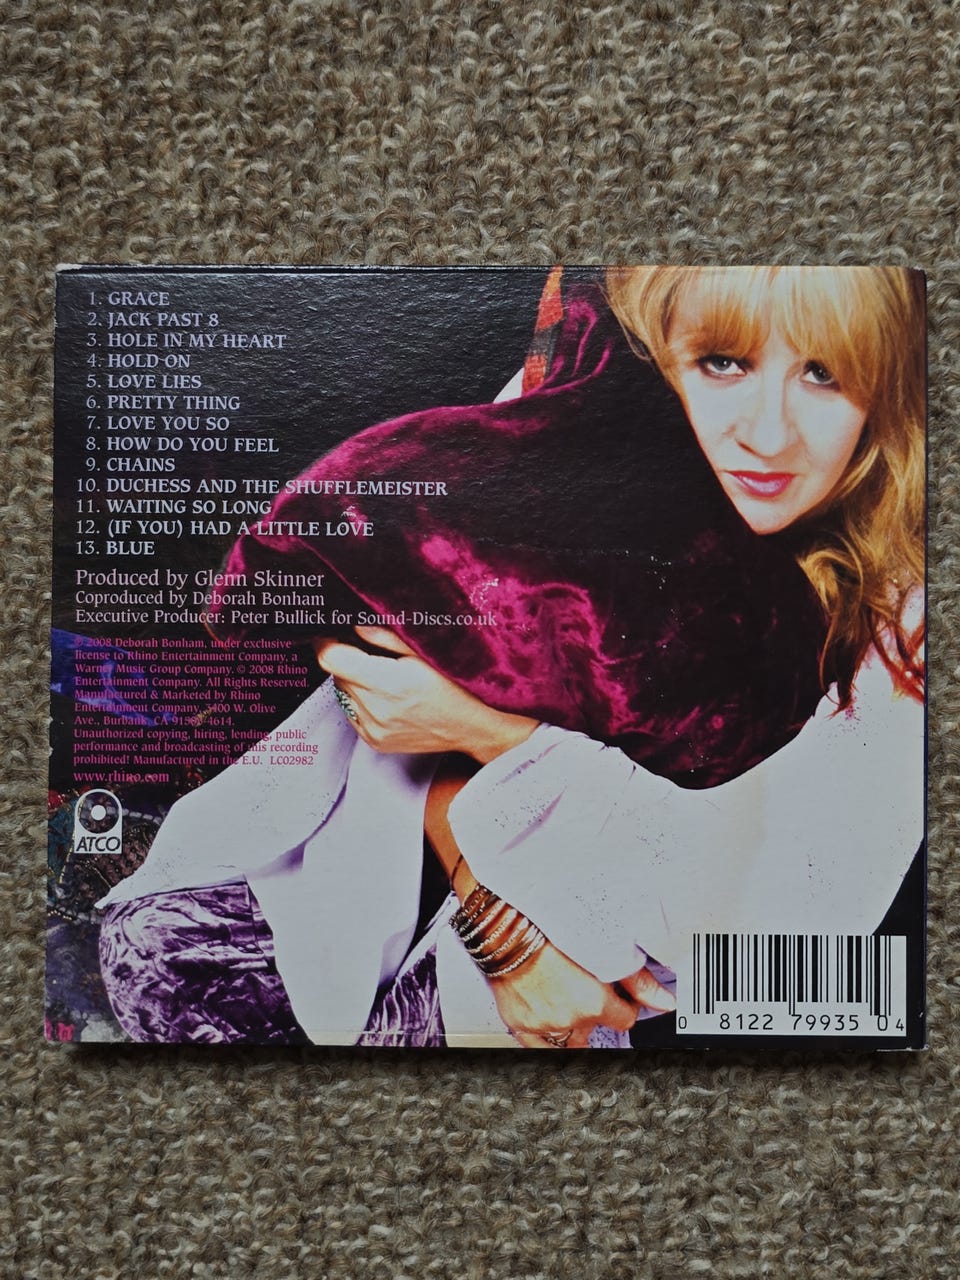 1. GRACE
2. JACK PAST 8
3. HOLE IN MY HEART
4. HOLD ON
5. LOVE LIES
6. PRETTY THING
7. LOVE YOU SO
8. HOW DO YOU FEEL
9. CHAINS
10. DUCHESS AND THE SHUFFLEMEISTER
11. WAITING SO LONG
12. (IF YOU) HAD A LITTLE LOVE
13. BLUE
Produced by Glenn Skinner
Coproduced by Deborah Bonham
Executive Producer: Peter Bullick for Sound-Discs.co.uk
2008 Deborah Bonham, under exclusive
license to Rhino Entertainment Company, a
Warner Music Group Company. © 2008 Rhino
Entertainment Company. All Rights Reserved.
Manufactured & Marketed by Rhino
Entertainment Company, 3400 W. Olive
Ave., Burbank, CA
Unauthorized copying, hiring, lending, public
performance and broadcasting of this recording
prohibited! Manufactured in the E.U. LC02982
www.rhino.com
ATCO
0 8122 79935 0 4